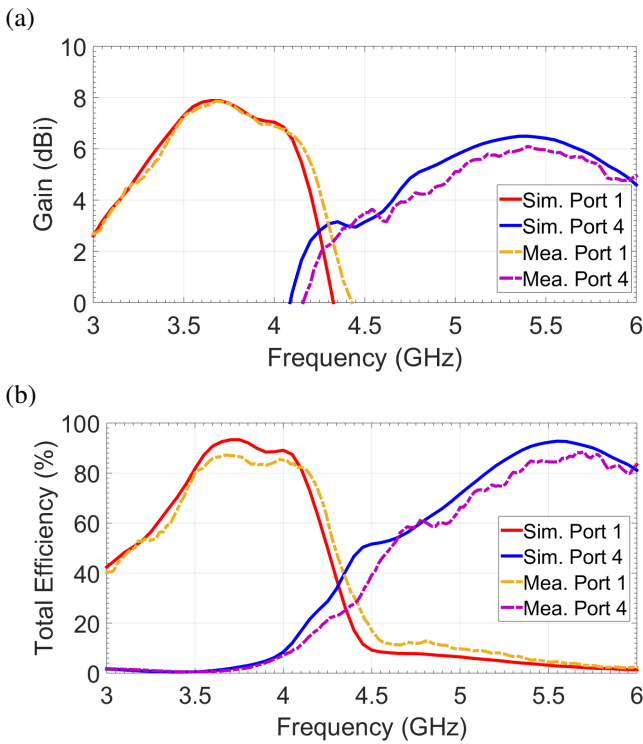 (a)
10
8
6
4
2
0
Gain (dBi)
Sim. Port 1
Sim. Port 4
Mea. Port 1
Mea. Port 4
3 3.5 4 4.5 5 5.5 6
Frequency (GHz)
(b)
100
80
60
40
20
0
Total Efficiency (%)
Sim. Port 1
Sim. Port 4
Mea. Port 1
Mea. Port 4
3 3.5 4 4.5 5 5.5 6
Frequency (GHz)